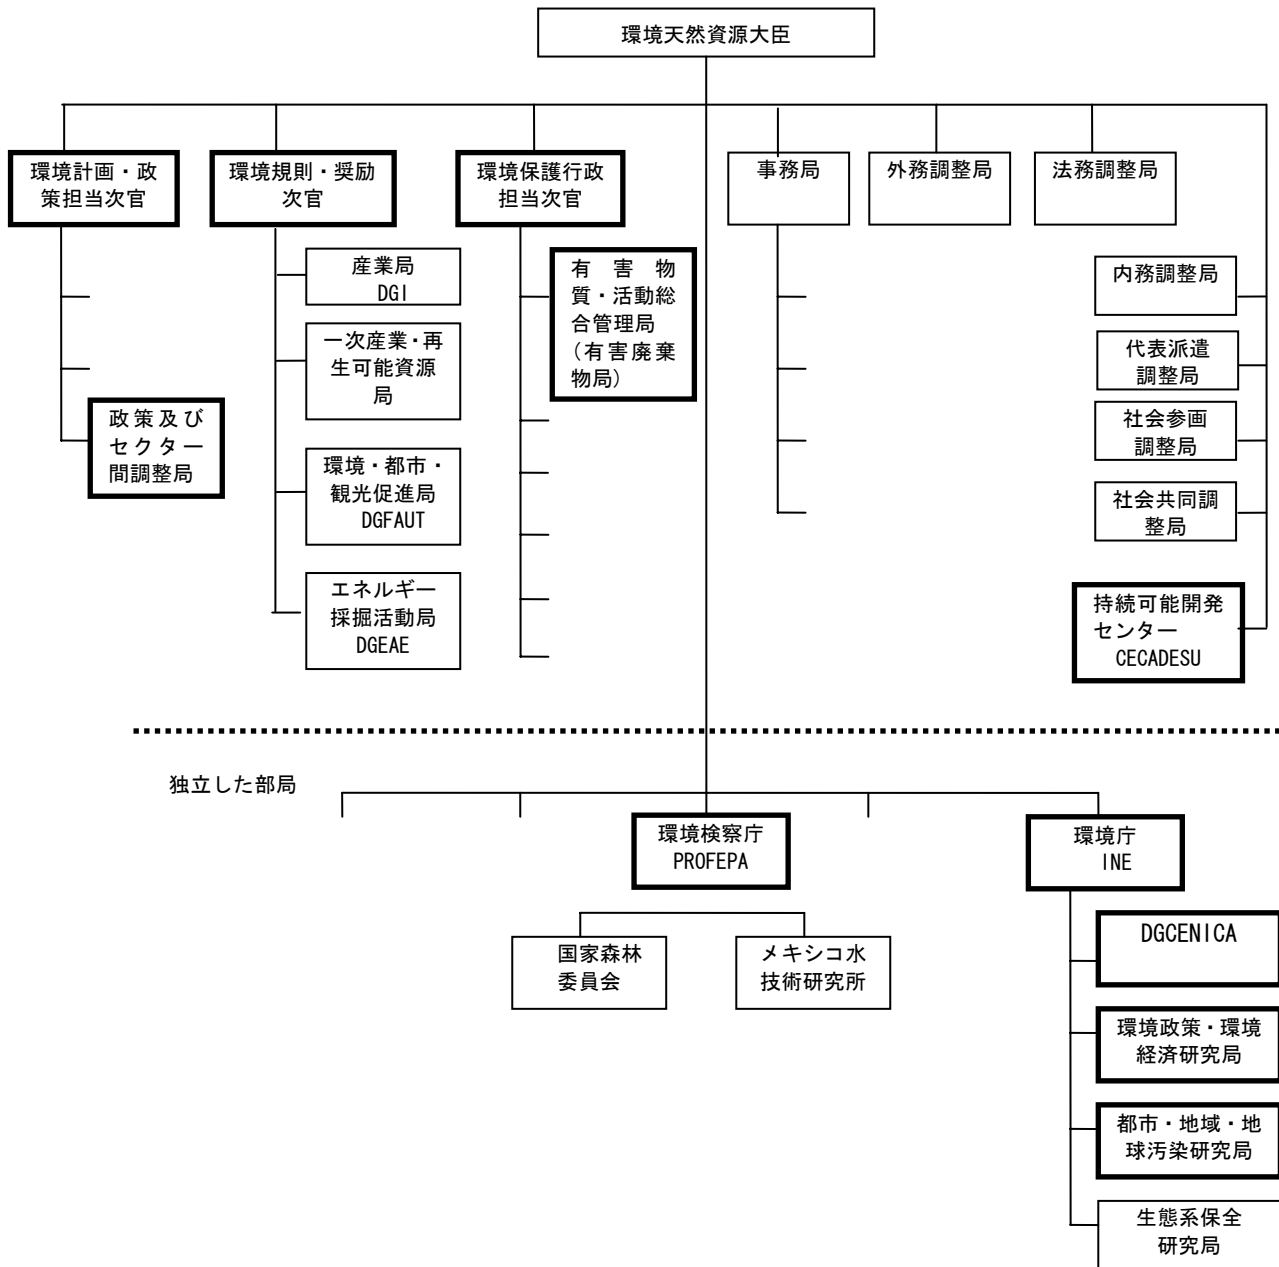 環境天然資源大臣
環境計画・政
策担当次官
環境規則・奨励
次官
環境保護行政
担当次官
事務局
外務調整局
法務調整局
産業局
DGI
一次産業・再
生可能資源
局
環境・都市・
観光促進局
DGFAUT
エネルギー
採掘活動局
DGEAE
政策及び
セクター
間調整局
有害物
質・活動総
合管理局
(有害廃棄
物局)
内務調整局
代表派遣
調整局
社会参画
調整局
社会共同調
整局
持続可能開発
センター
CECADESU
独立した部局
環境検察庁
PROFEPA
環境庁
INE
国家森林
委員会
メキシコ水
技術研究所
DGCENICA
環境政策・環境
経済研究局
都市・地域・地
球汚染研究局
生態系保全
研究局